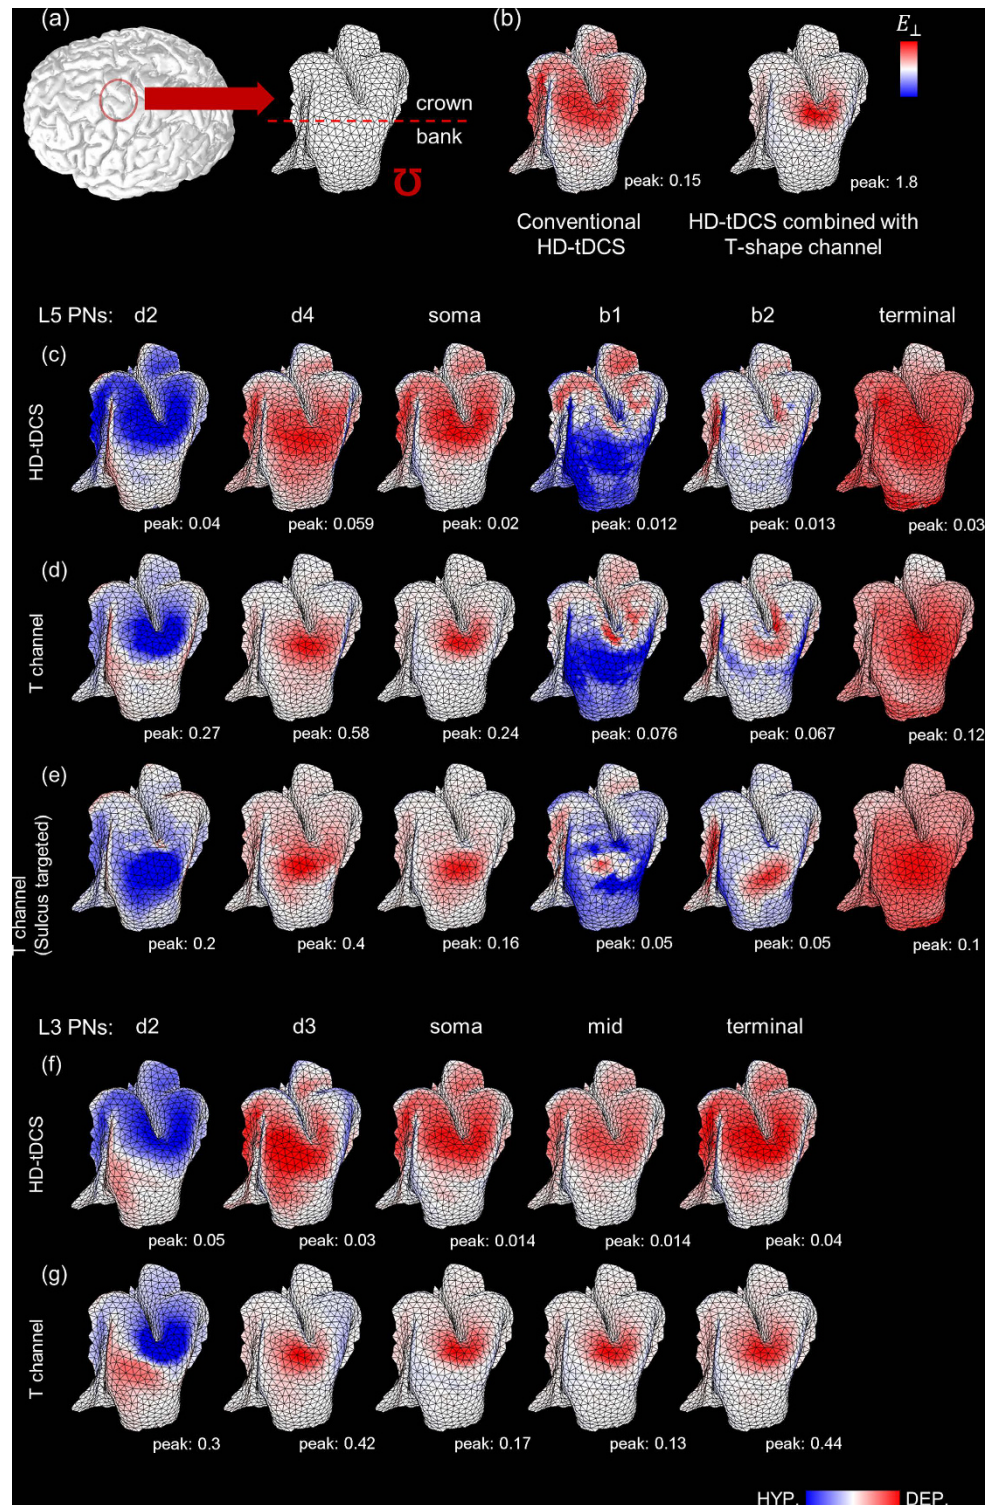 (a)
crown
bank
Ʊ
(b)
E⊥
peak: 0.15
peak: 1.8
Conventional
HD-tDCS
HD-tDCS combined with
T-shape channel
L5 PNs: d2 d4 soma b1 b2 terminal
(c)
HD-tDCS
peak: 0.04 peak: 0.059 peak: 0.02 peak: 0.012 peak: 0.013 peak: 0.03
(d)
T channel
peak: 0.27 peak: 0.58 peak: 0.24 peak: 0.076 peak: 0.067 peak: 0.12
(e)
T channel
(Sulcus targeted)
peak: 0.2 peak: 0.4 peak: 0.16 peak: 0.05 peak: 0.05 peak: 0.1
L3 PNs: d2 d3 soma mid terminal
(f)
HD-tDCS
peak: 0.05 peak: 0.03 peak: 0.014 peak: 0.014 peak: 0.04
(g)
T channel
peak: 0.3 peak: 0.42 peak: 0.17 peak: 0.13 peak: 0.44
HYP. DEP.